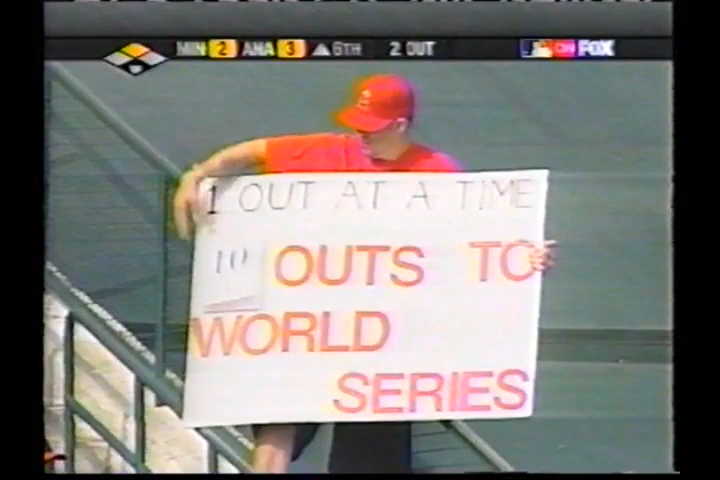 MIN 2 ANA 3 ▲ 6TH 2 OUT FOX
1 OUT AT A TIME
10 OUTS TO
WORLD
SERIES